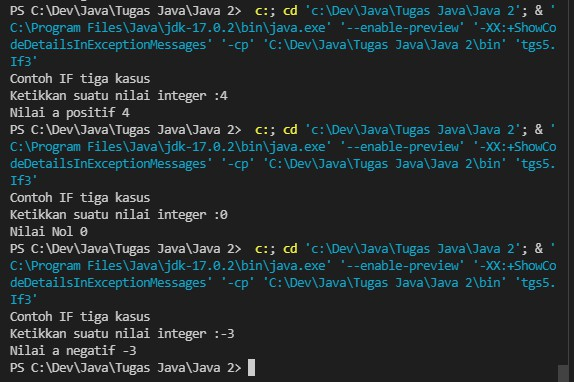 PS C:\Dev\Java\Tugas Java\Java 2>  c:; cd 'c:\Dev\Java\Tugas Java\Java 2'; & '
C:\Program Files\Java\jdk-17.0.2\bin\java.exe' '--enable-preview' '-XX:+ShowCo
deDetailsInExceptionMessages' '-cp' 'C:\Dev\Java\Tugas Java\Java 2\bin' 'tgs5.
If3'
Contoh IF tiga kasus
Ketikkan suatu nilai integer :4
Nilai a positif 4
PS C:\Dev\Java\Tugas Java\Java 2>  c:; cd 'c:\Dev\Java\Tugas Java\Java 2'; & '
C:\Program Files\Java\jdk-17.0.2\bin\java.exe' '--enable-preview' '-XX:+ShowCo
deDetailsInExceptionMessages' '-cp' 'C:\Dev\Java\Tugas Java\Java 2\bin' 'tgs5.
If3'
Contoh IF tiga kasus
Ketikkan suatu nilai integer :0
Nilai Nol 0
PS C:\Dev\Java\Tugas Java\Java 2>  c:; cd 'c:\Dev\Java\Tugas Java\Java 2'; & '
C:\Program Files\Java\jdk-17.0.2\bin\java.exe' '--enable-preview' '-XX:+ShowCo
deDetailsInExceptionMessages' '-cp' 'C:\Dev\Java\Tugas Java\Java 2\bin' 'tgs5.
If3'
Contoh IF tiga kasus
Ketikkan suatu nilai integer :-3
Nilai a negatif -3
PS C:\Dev\Java\Tugas Java\Java 2>